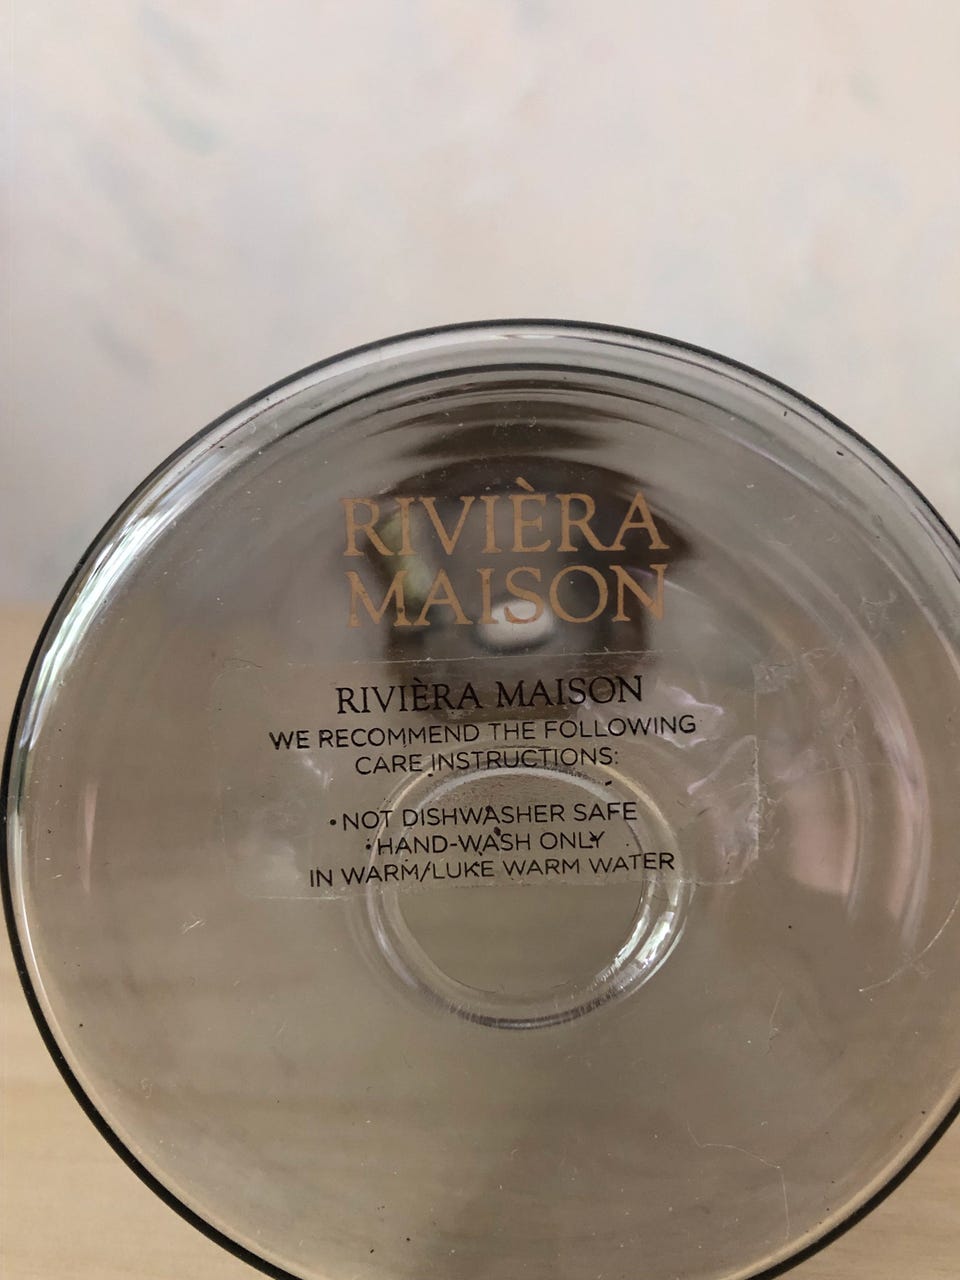 RIVIÈRA
MAISON
RIVIÈRA MAISON
WE RECOMMEND THE FOLLOWING
CARE INSTRUCTIONS:
• NOT DISHWASHER SAFE
• HAND-WASH ONLY
IN WARM/LUKE WARM WATER